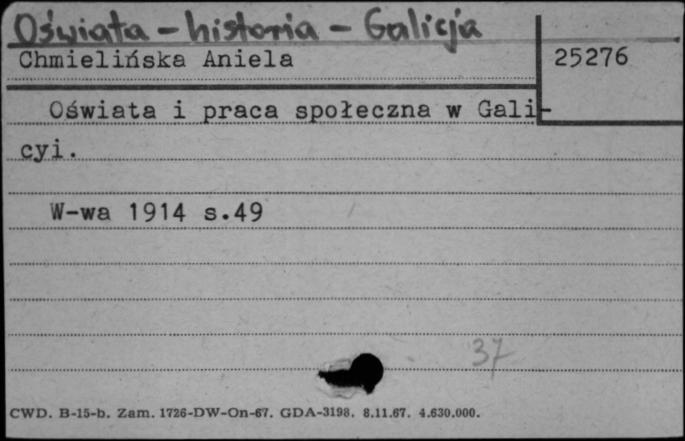 Oświata - historia - Galicja
Chmielińska Aniela 25276
Oświata i praca społeczna w Gali-
cyi.
W-wa 1914 s.49
37
CWD. B-15-b. Zam. 1726-DW-On-67. GDA-3198. 8.11.67. 4.630.000.